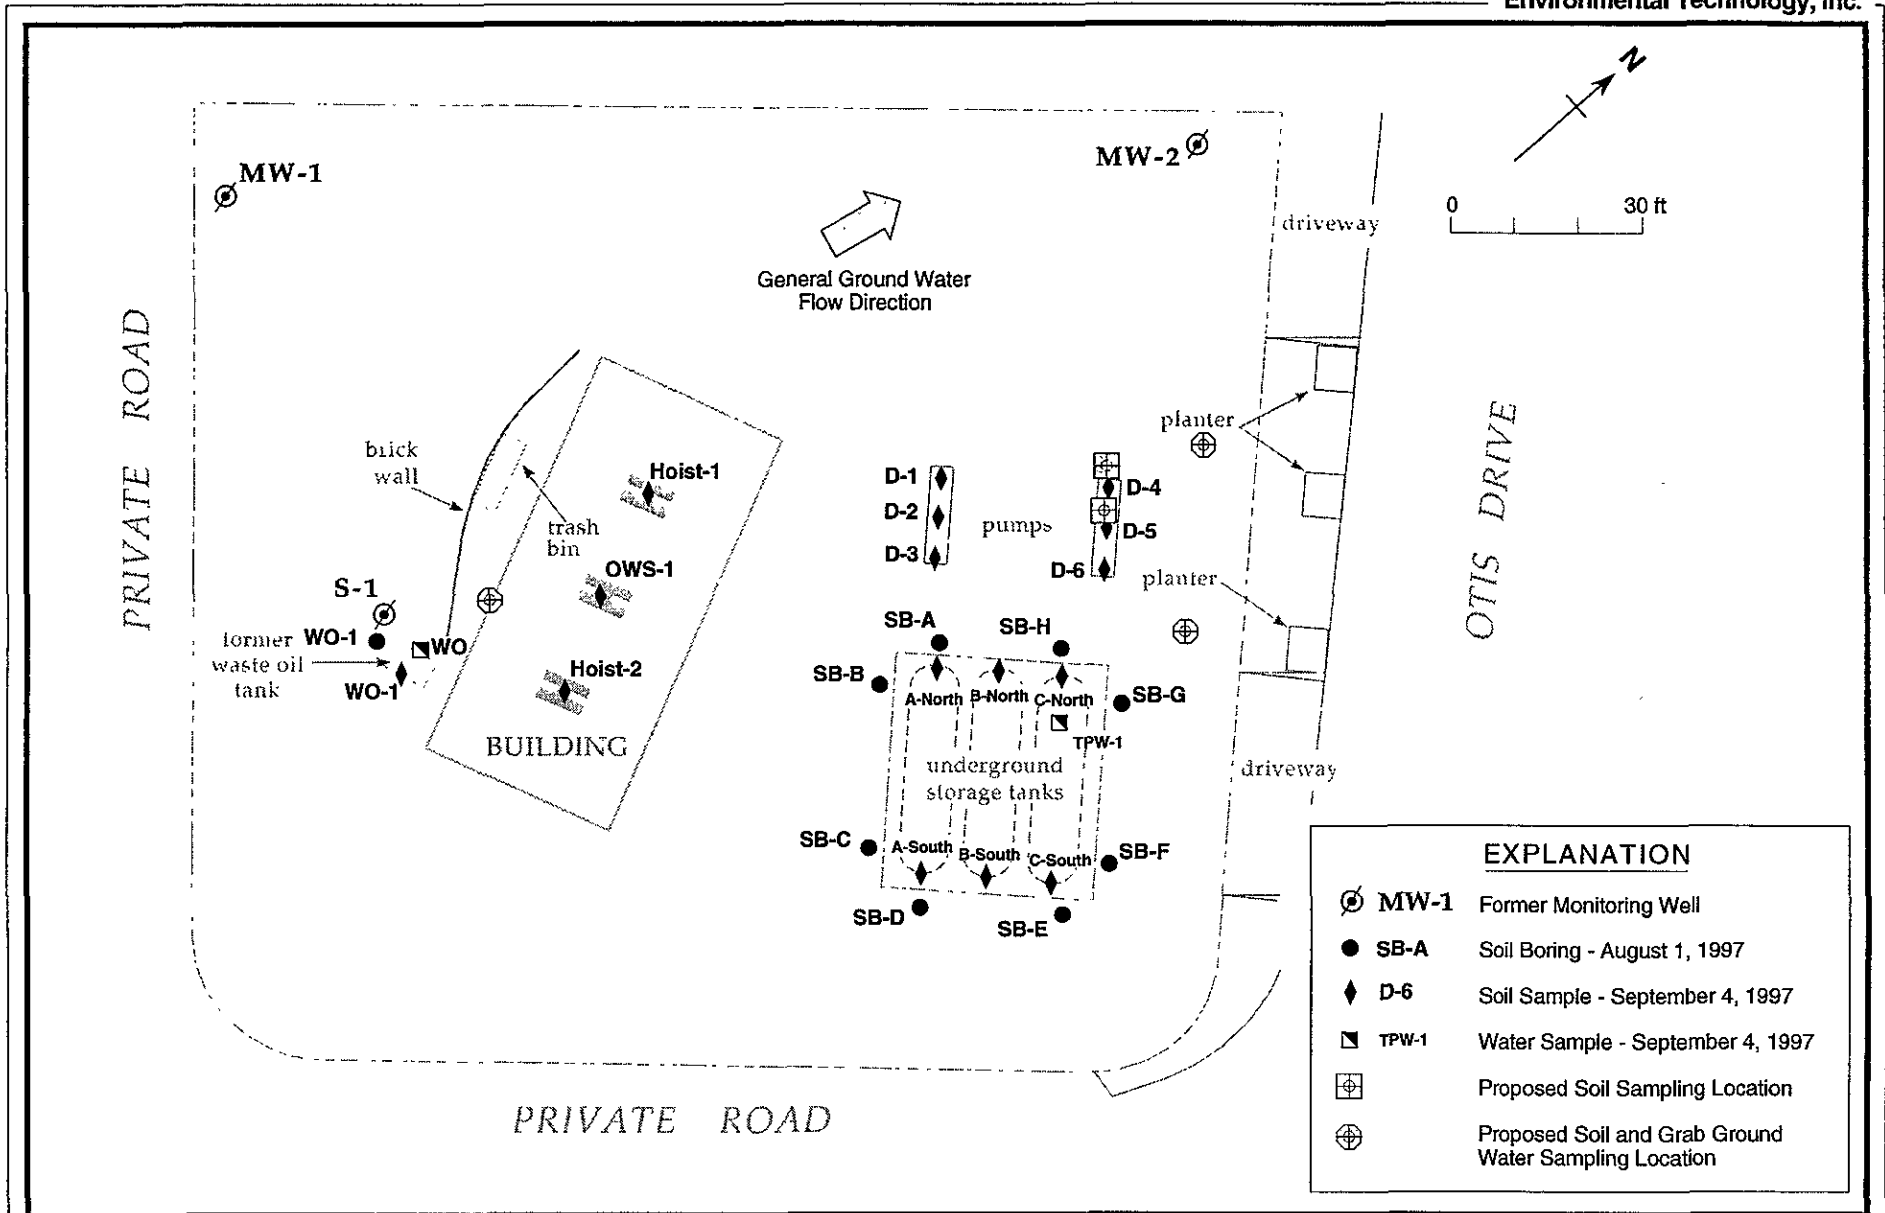 Environmental Technology, Inc.
N
MW-1
MW-2
0 30 ft
driveway
General Ground Water
Flow Direction
PRIVATE ROAD
OTIS DRIVE
brick
wall
trash
bin
Hoist-1
OWS-1
Hoist-2
BUILDING
S-1
WO-1
WO
former
waste oil
tank
WO-1
D-1
D-2
D-3
pumps
D-4
D-5
D-6
planter
planter
SB-A
SB-H
SB-B
SB-G
A-North
B-North
C-North
TPW-1
underground
storage tanks
driveway
SB-C
A-South
B-South
C-South
SB-F
SB-D
SB-E
PRIVATE ROAD
EXPLANATION
MW-1 Former Monitoring Well
SB-A Soil Boring - August 1, 1997
D-6 Soil Sample - September 4, 1997
TPW-1 Water Sample - September 4, 1997
Proposed Soil Sampling Location
Proposed Soil and Grab Ground
Water Sampling Location